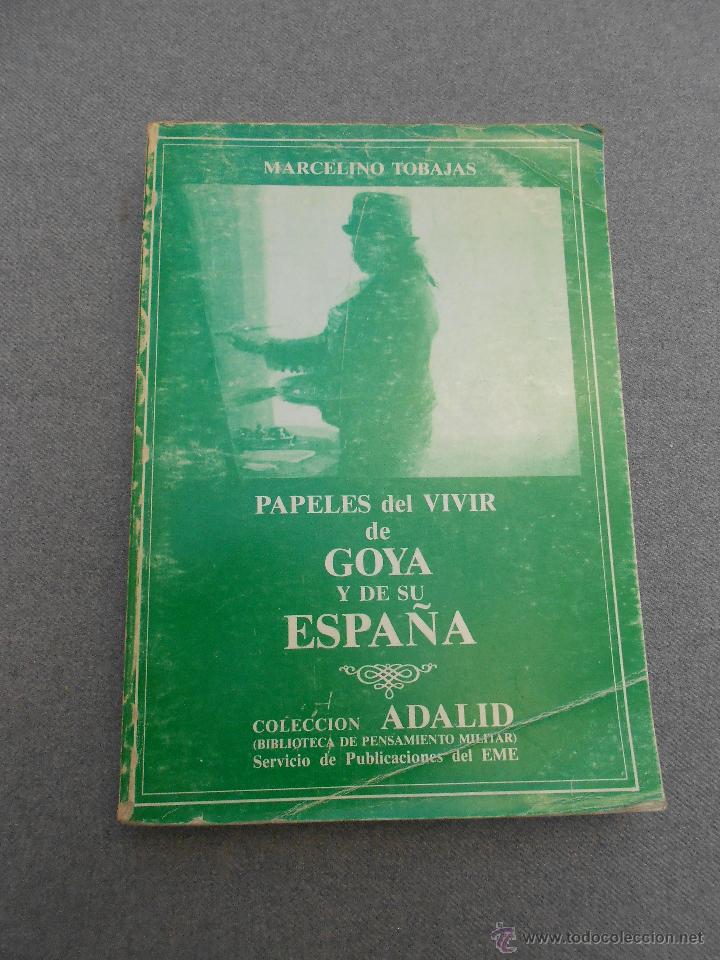 MARCELINO TOBAJAS
PAPELES del VIVIR
de
GOYA
Y DE SU
ESPAÑA
COLECCION ADALID
(BIBLIOTECA DE PENSAMIENTO MILITAR)
Servicio de Publicaciones del EME
www.todocoleccion.net